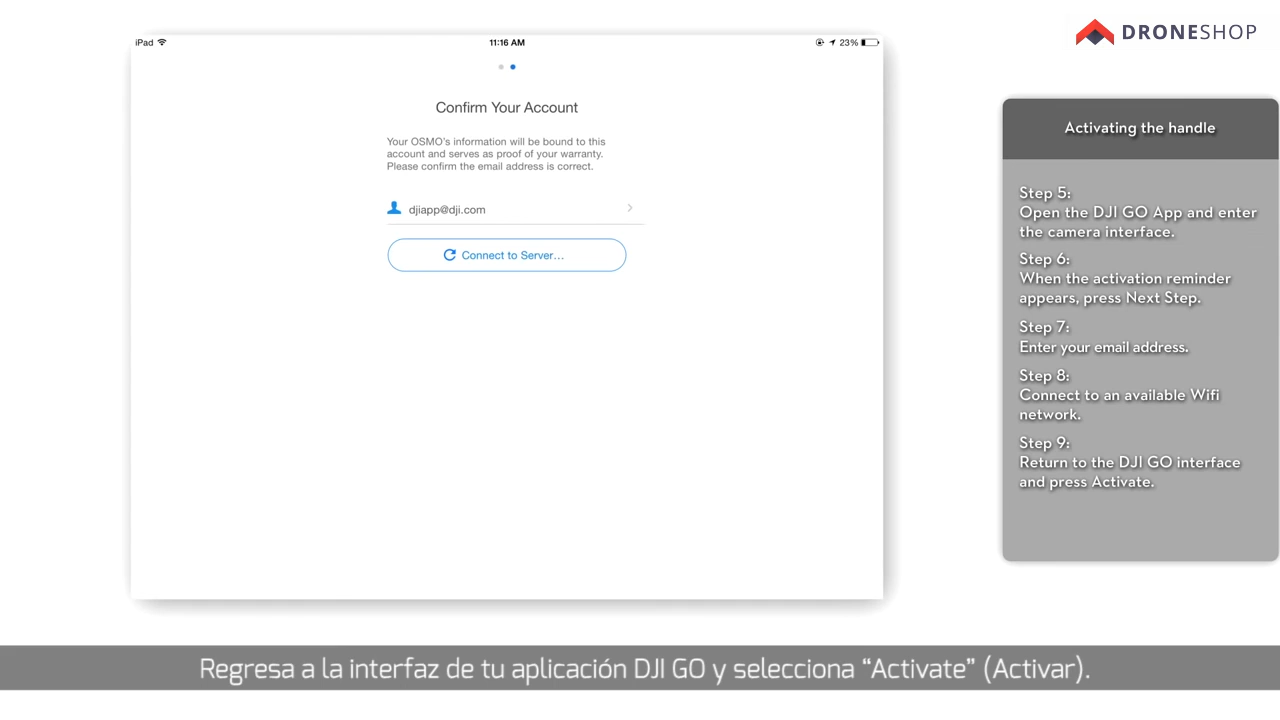 iPad
11:16 AM
23%
DRONESHOP
Confirm Your Account
Your OSMO's information will be bound to this
account and serves as proof of your warranty.
Please confirm the email address is correct.
djiapp@dji.com
Connect to Server...
Activating the handle
Step 5:
Open the DJI GO App and enter
the camera interface.
Step 6:
When the activation reminder
appears, press Next Step.
Step 7:
Enter your email address.
Step 8:
Connect to an available Wifi
network.
Step 9:
Return to the DJI GO interface
and press Activate.
Regresa a la interfaz de tu aplicación DJI GO y selecciona “Activate” (Activar).